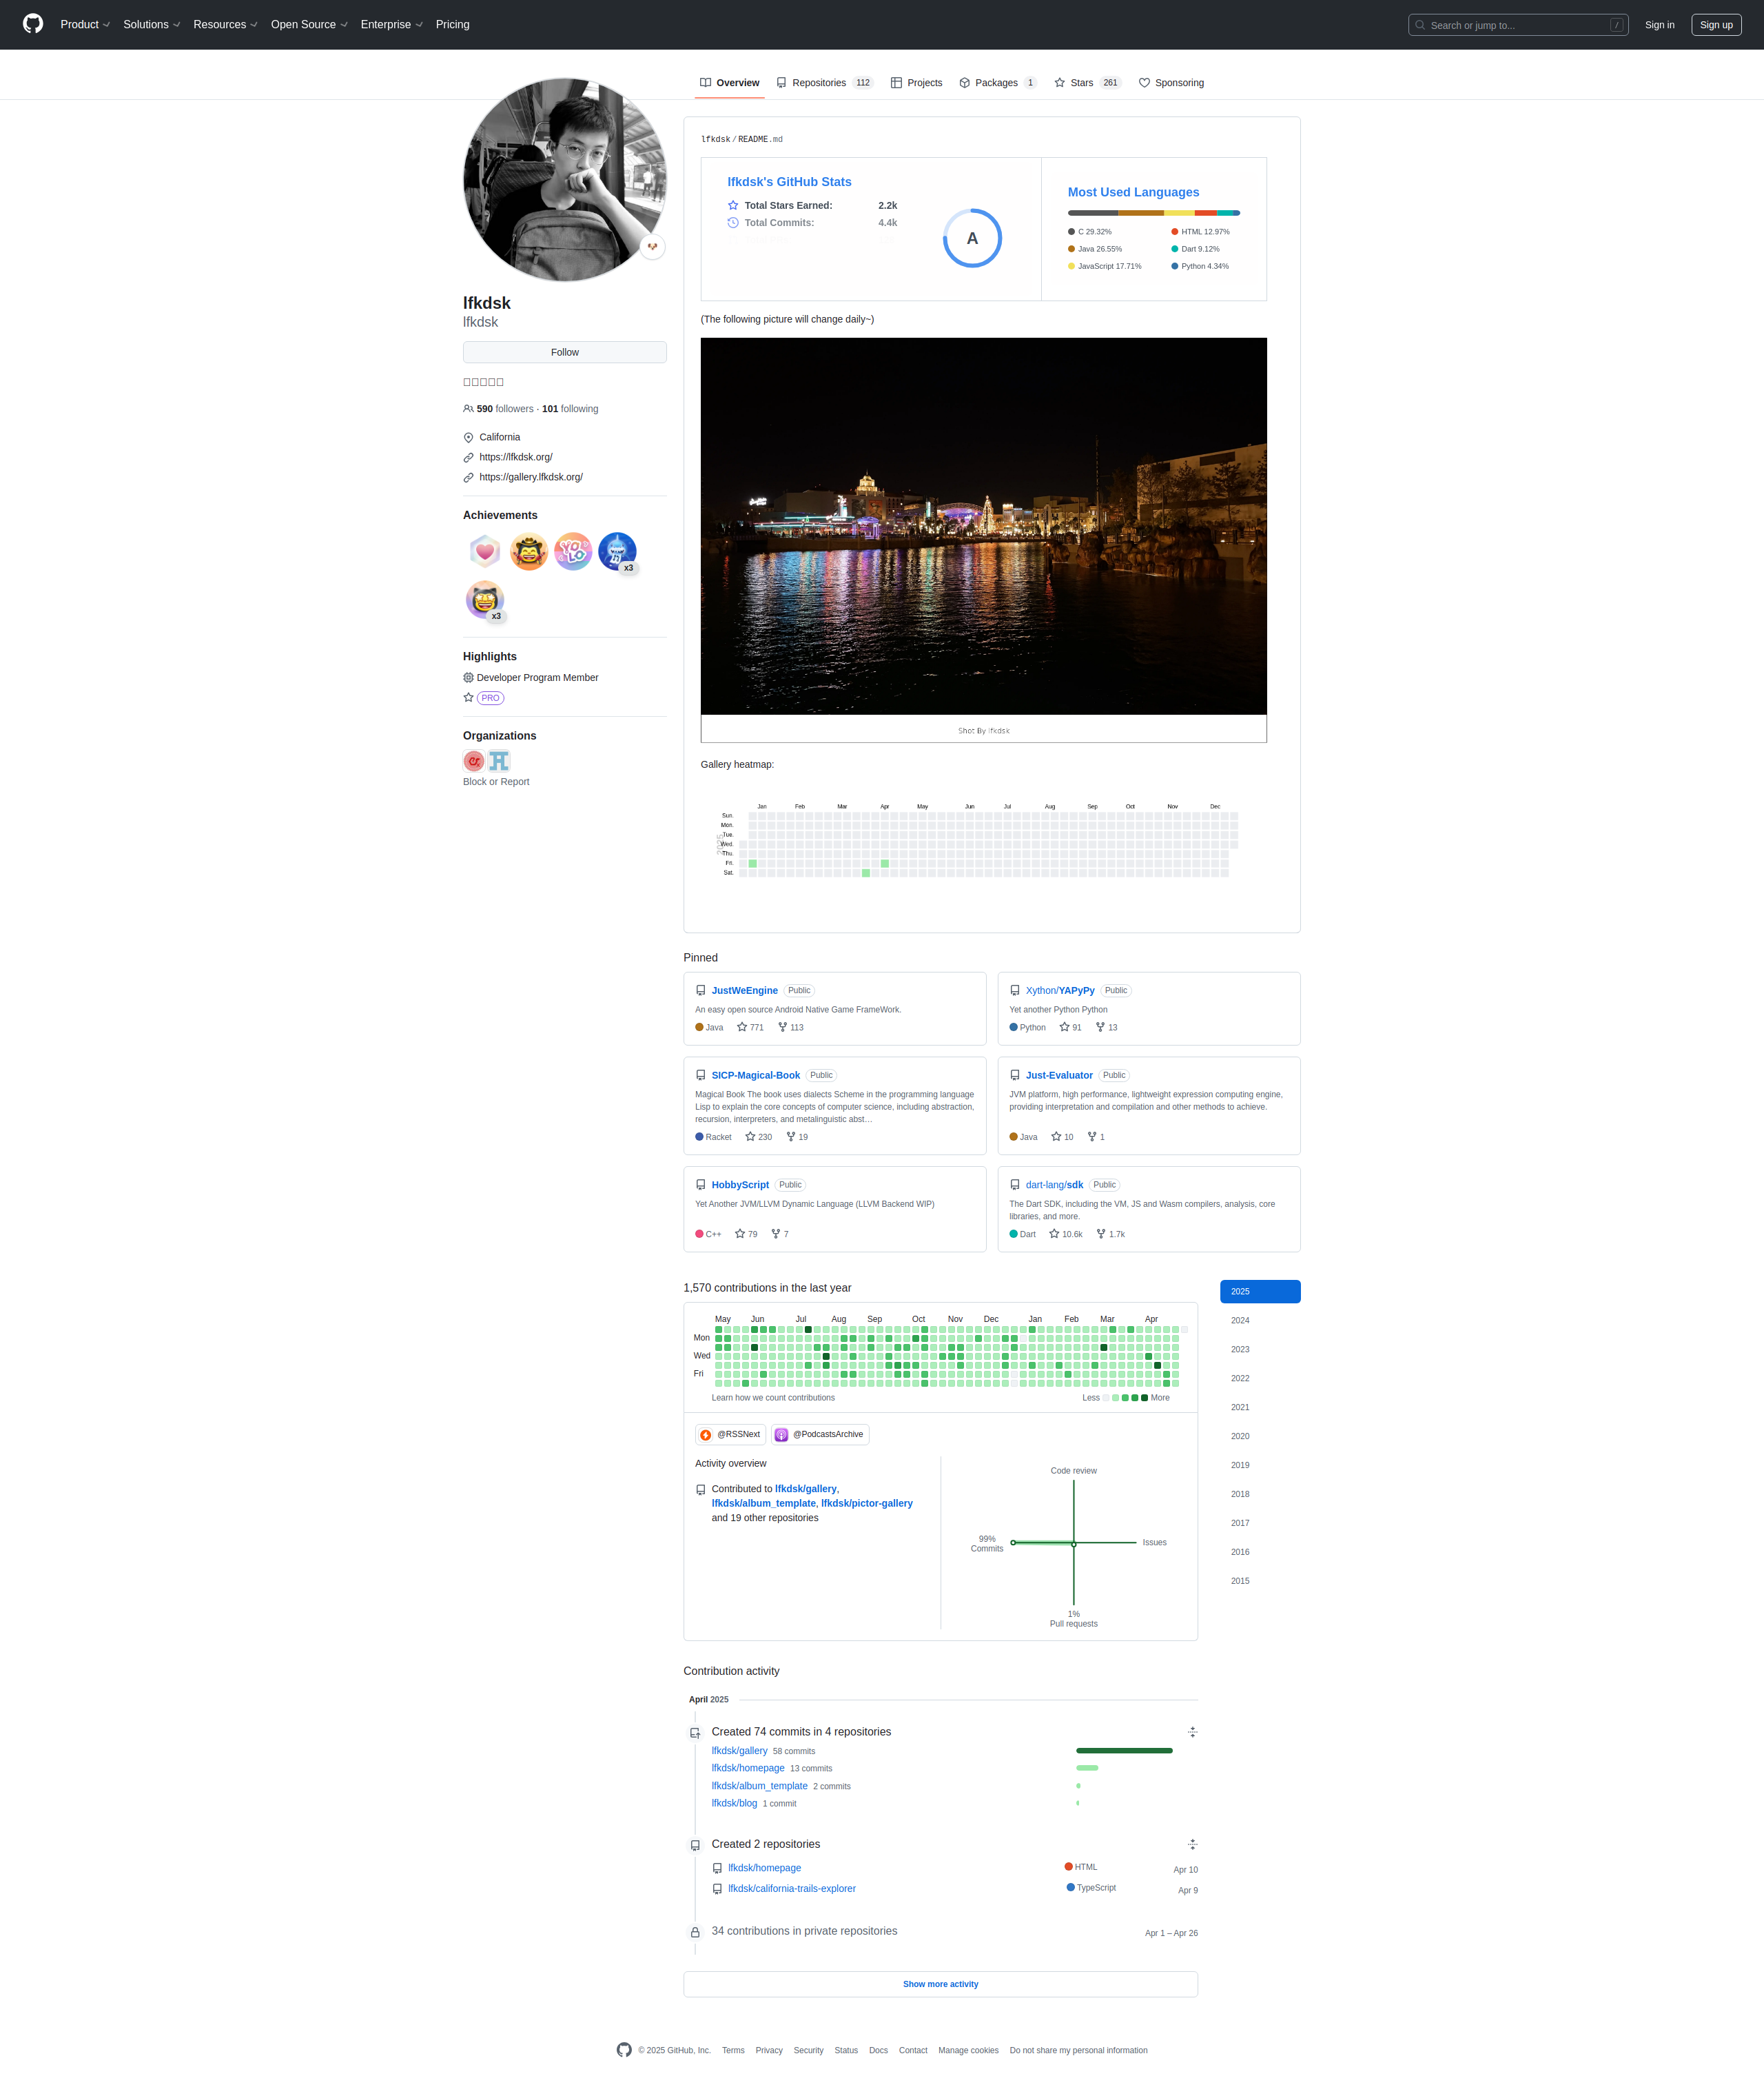 Product
Solutions
Resources
Open Source
Enterprise
Pricing
Search or jump to...
/
Sign in
Sign up
Overview
Repositories 112
Projects
Packages 1
Stars 261
Sponsoring
lfkdsk
lfkdsk
Follow
590 followers · 101 following
California
https://lfkdsk.org/
https://gallery.lfkdsk.org/
Achievements
YOLO
x3
x3
Highlights
Developer Program Member
PRO
Organizations
Block or Report
lfkdsk / README.md
lfkdsk's GitHub Stats
Total Stars Earned: 2.2k
Total Commits: 4.4k
A
Most Used Languages
C 29.32%
Java 26.55%
JavaScript 17.71%
HTML 12.97%
Dart 9.12%
Python 4.34%
(The following picture will change daily~)
Shot By lfkdsk
Gallery heatmap:
Jan Feb Mar Apr May Jun Jul Aug Sep Oct Nov Dec
2025
Sun.
Mon.
Tue.
Wed.
Thu.
Fri.
Sat.
Pinned
JustWeEngine Public
An easy open source Android Native Game FrameWork.
Java 771 113
Xython/YAPyPy Public
Yet another Python Python
Python 91 13
SICP-Magical-Book Public
Magical Book The book uses dialects Scheme in the programming language
Lisp to explain the core concepts of computer science, including abstraction,
recursion, interpreters, and metalinguistic abst…
Racket 230 19
Just-Evaluator Public
JVM platform, high performance, lightweight expression computing engine,
providing interpretation and compilation and other methods to achieve.
Java 10 1
HobbyScript Public
Yet Another JVM/LLVM Dynamic Language (LLVM Backend WIP)
C++ 79 7
dart-lang/sdk Public
The Dart SDK, including the VM, JS and Wasm compilers, analysis, core
libraries, and more.
Dart 10.6k 1.7k
1,570 contributions in the last year
May Jun Jul Aug Sep Oct Nov Dec Jan Feb Mar Apr
Mon
Wed
Fri
Learn how we count contributions
Less More
@RSSNext
@PodcastsArchive
Activity overview
Contributed to lfkdsk/gallery,
lfkdsk/album_template, lfkdsk/pictor-gallery
and 19 other repositories
Code review
99%
Commits
Issues
1%
Pull requests
2025
2024
2023
2022
2021
2020
2019
2018
2017
2016
2015
Contribution activity
April 2025
Created 74 commits in 4 repositories
lfkdsk/gallery 58 commits
lfkdsk/homepage 13 commits
lfkdsk/album_template 2 commits
lfkdsk/blog 1 commit
Created 2 repositories
lfkdsk/homepage HTML Apr 10
lfkdsk/california-trails-explorer TypeScript Apr 9
34 contributions in private repositories Apr 1 – Apr 26
Show more activity
© 2025 GitHub, Inc.
Terms
Privacy
Security
Status
Docs
Contact
Manage cookies
Do not share my personal information